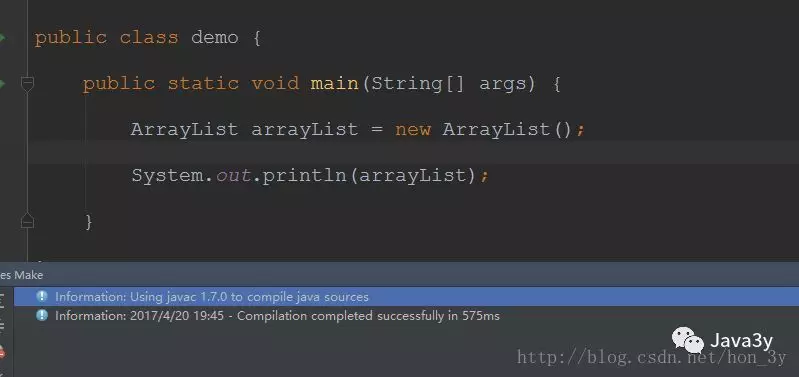 public class demo {
public static void main(String[] args) {
ArrayList arrayList = new ArrayList();
System.out.println(arrayList);
}
es Make
Information: Using javac 1.7.0 to compile java sources
Information: 2017/4/20 19:45 - Compilation completed successfully in 575ms
Java3y
http://blog.csdn.net/hon_3y